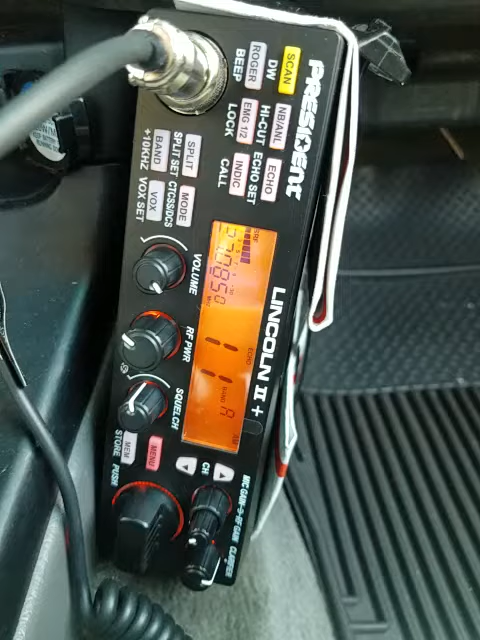 PRESIDENT
LINCOLN II +
SCAN
DW
ROGER
BEEP
NB/ANL
HI-CUT
EMG 1/2
LOCK
ECHO
ECHO SET
INDIC
CALL
SPLIT
SPLIT SET
BAND
+10KHZ
MODE
CTCSS/DCS
VOX
VOX SET
VOLUME
RF PWR
SQUELCH
ECHO
BAND A
MENU
MEM
STORE
PUSH
CH
MIC GAIN
RF GAIN
CLARIFIER